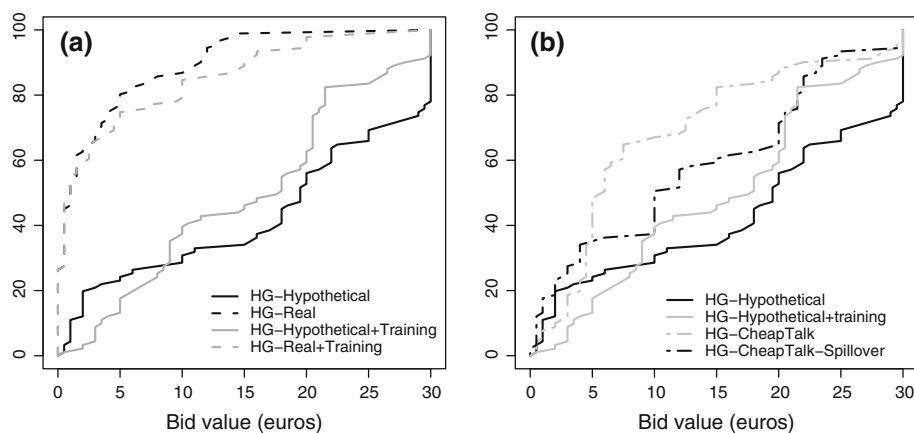 (a)
100
80
60
40
20
0
HG−Hypothetical
HG−Real
HG−Hypothetical+Training
HG−Real+Training
0 5 10 15 20 25 30
Bid value (euros)
(b)
100
80
60
40
20
0
HG−Hypothetical
HG−Hypothetical+training
HG−CheapTalk
HG−CheapTalk−Spillover
0 5 10 15 20 25 30
Bid value (euros)